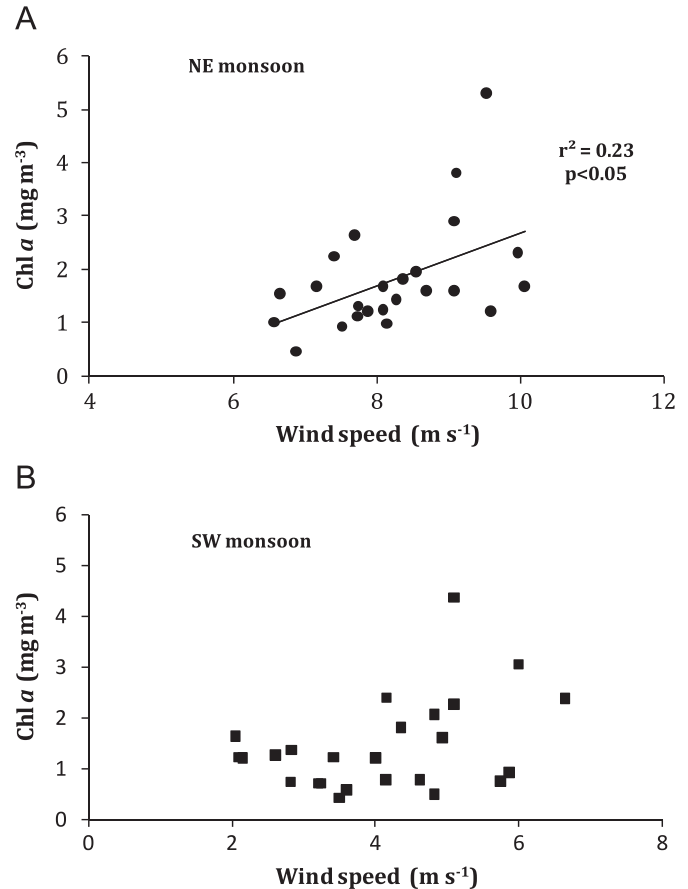 A
NE monsoon
r² = 0.23
p<0.05
Chl a (mg m⁻³)
6
5
4
3
2
1
0
4 6 8 10 12
Wind speed (m s⁻¹)
B
SW monsoon
Chl a (mg m⁻³)
6
5
4
3
2
1
0
0 2 4 6 8
Wind speed (m s⁻¹)